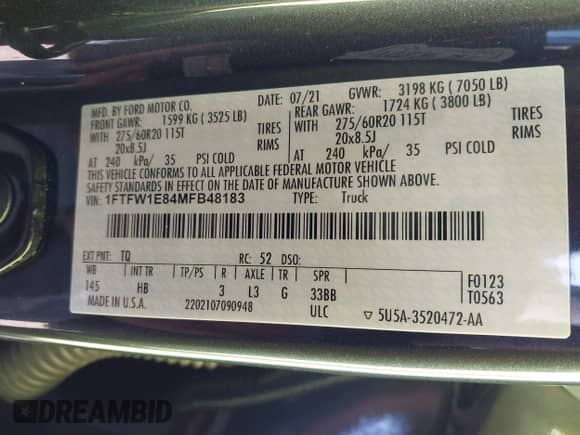 MFD. BY FORD MOTOR CO. DATE: 07/21 GVWR: 3198 KG ( 7050 LB)
FRONT GAWR: 1599 KG ( 3525 LB) REAR GAWR: 1724 KG ( 3800 LB)
WITH 275/60R20 115T TIRES WITH 275/60R20 115T TIRES
20x8.5J RIMS 20x8.5J RIMS
AT 240 kPa/ 35 PSI COLD AT 240 kPa/ 35 PSI COLD
THIS VEHICLE CONFORMS TO ALL APPLICABLE FEDERAL MOTOR VEHICLE
SAFETY STANDARDS IN EFFECT ON THE DATE OF MANUFACTURE SHOWN ABOVE.
VIN: 1FTFW1E84MFB48183 TYPE: Truck
EXT PNT: TQ RC: 52 DSO:
WB INT TR TP/PS R AXLE TR SPR F0123
145 HB 3 L3 G 33BB T0563
MADE IN U.S.A. 2202107090948 ULC ▽ 5U5A-3520472-AA
DREAMBID